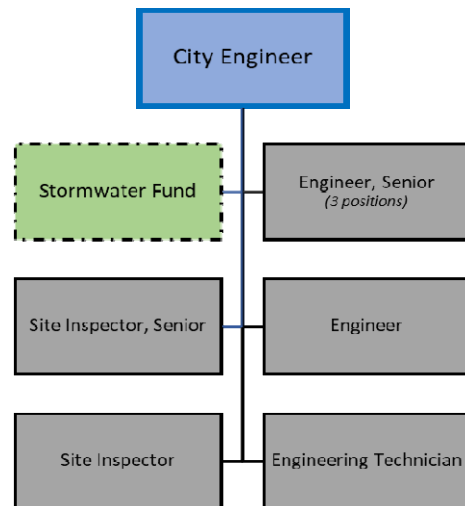 City Engineer
Stormwater Fund
Engineer, Senior
(3 positions)
Site Inspector, Senior
Engineer
Site Inspector
Engineering Technician